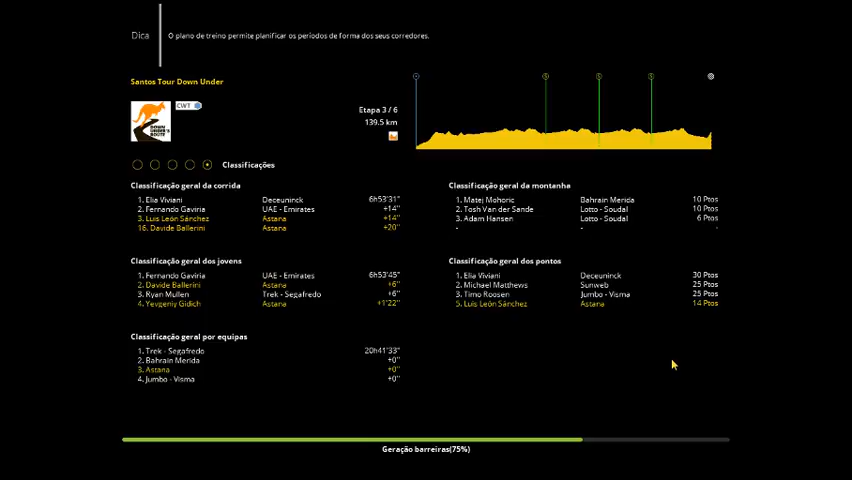 Dica
O plano de treino permite planificar os períodos de forma dos seus corredores.
Santos Tour Down Under
CWT
DOWN UNDER'S ROUTE
Etapa 3 / 6
139.5 km
Classificações
Classificação geral da corrida
1. Elia Viviani Deceuninck 6h53'31"
2. Fernando Gaviria UAE - Emirates +14"
3. Luis León Sánchez Astana +14"
16. Davide Ballerini Astana +20"
Classificação geral da montanha
1. Matej Mohoric Bahrain Merida 10 Ptos
2. Tosh Van der Sande Lotto - Soudal 10 Ptos
3. Adam Hansen Lotto - Soudal 6 Ptos
- - -
Classificação geral dos jovens
1. Fernando Gaviria UAE - Emirates 6h53'45"
2. Davide Ballerini Astana +6"
3. Ryan Mullen Trek - Segafredo +6"
4. Yevgeniy Gidich Astana +1'22"
Classificação geral dos pontos
1. Elia Viviani Deceuninck 30 Ptos
2. Michael Matthews Sunweb 25 Ptos
3. Timo Roosen Jumbo - Visma 25 Ptos
5. Luis León Sánchez Astana 14 Ptos
Classificação geral por equipas
1. Trek - Segafredo 20h41'33"
2. Bahrain Merida +0"
3. Astana +0"
4. Jumbo - Visma +0"
Geração barreiras(75%)